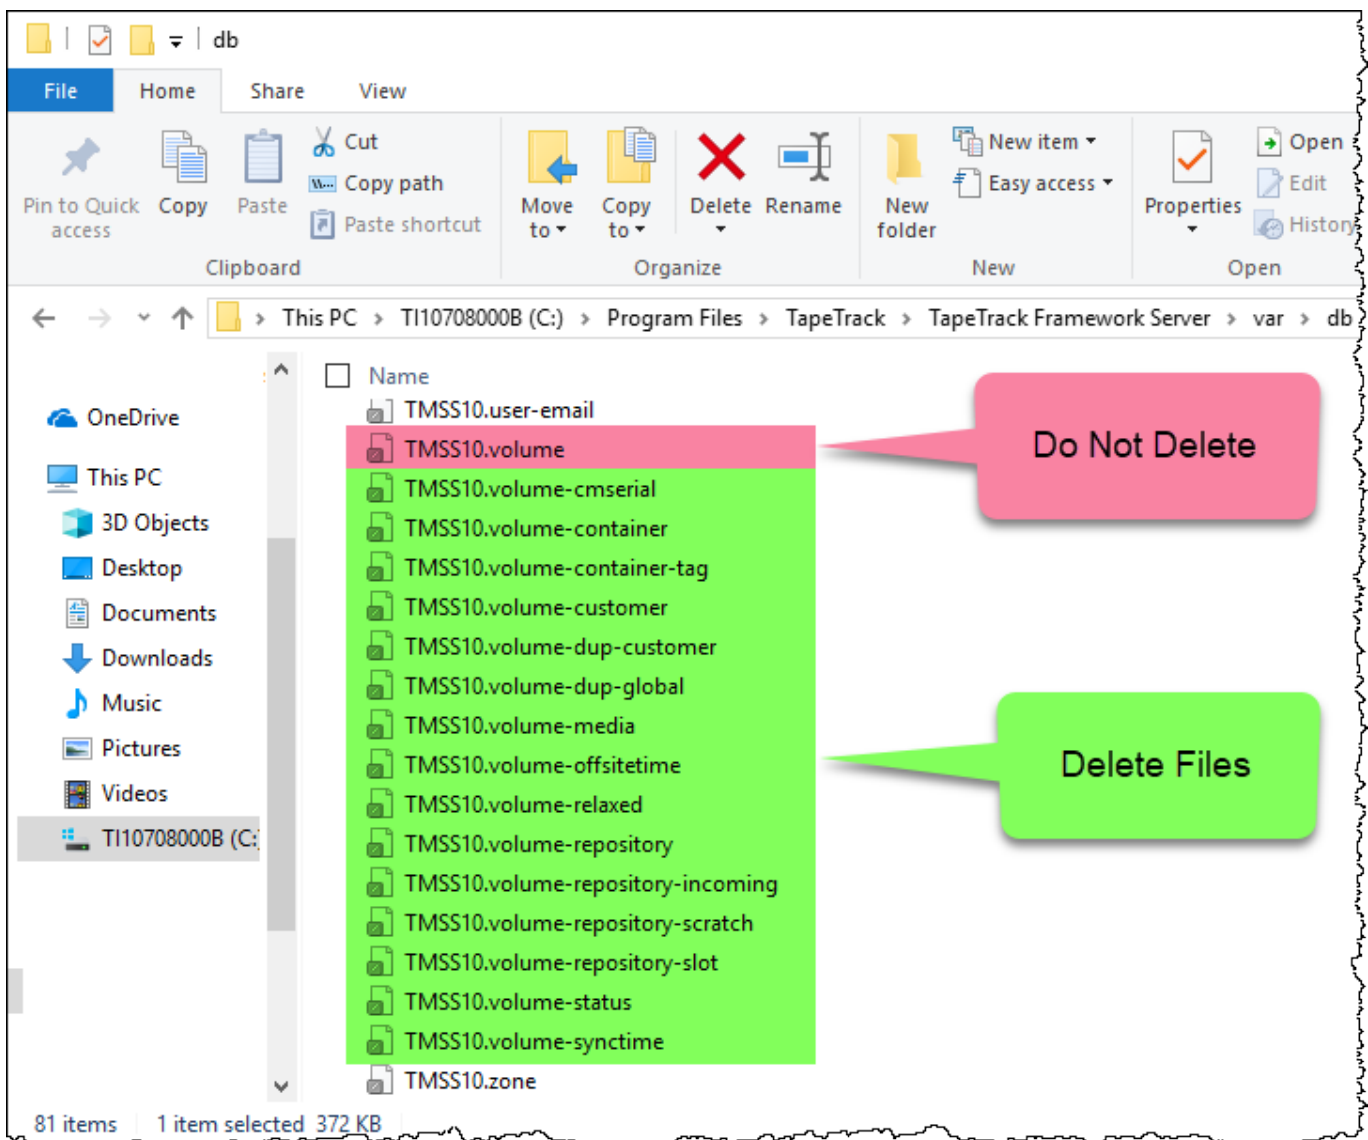 db
File Home Share View
Pin to Quick access
Copy
Paste
Cut
Copy path
Paste shortcut
Clipboard
Move to
Copy to
Delete
Rename
Organize
New folder
New item
Easy access
New
Properties
Open
Edit
History
Open
This PC > TI10708000B (C:) > Program Files > TapeTrack > TapeTrack Framework Server > var > db
OneDrive
This PC
3D Objects
Desktop
Documents
Downloads
Music
Pictures
Videos
TI10708000B (C:
Name
TMSS10.user-email
TMSS10.volume
TMSS10.volume-cmserial
TMSS10.volume-container
TMSS10.volume-container-tag
TMSS10.volume-customer
TMSS10.volume-dup-customer
TMSS10.volume-dup-global
TMSS10.volume-media
TMSS10.volume-offsitetime
TMSS10.volume-relaxed
TMSS10.volume-repository
TMSS10.volume-repository-incoming
TMSS10.volume-repository-scratch
TMSS10.volume-repository-slot
TMSS10.volume-status
TMSS10.volume-synctime
TMSS10.zone
Do Not Delete
Delete Files
81 items 1 item selected 372 KB